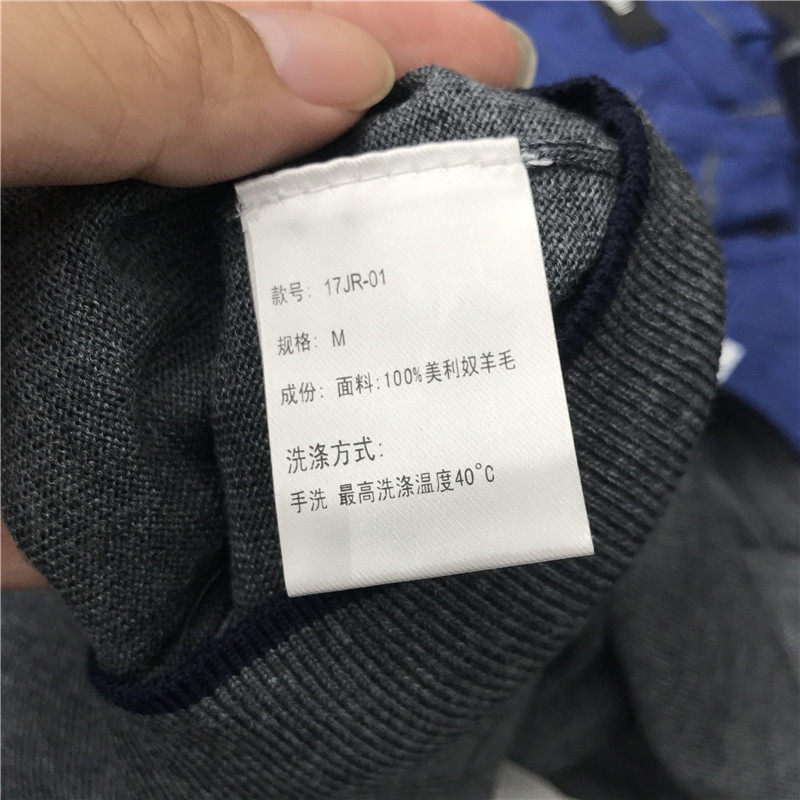 款号: 17JR-01
规格: M
成份: 面料:100%美利奴羊毛
洗涤方式:
手洗 最高洗涤温度40°C